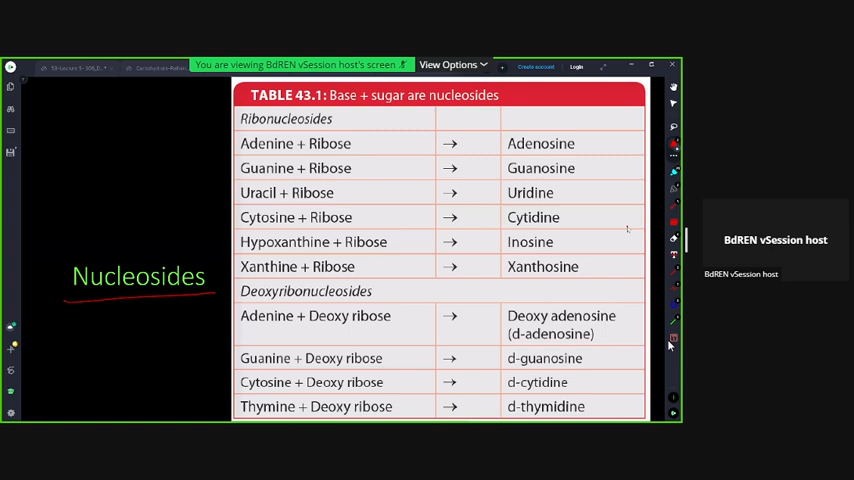 You are viewing BdREN vSession host's screen
View Options
Create account
Login
TABLE 43.1: Base + sugar are nucleosides
Ribonucleosides
Adenine + Ribose → Adenosine
Guanine + Ribose → Guanosine
Uracil + Ribose → Uridine
Cytosine + Ribose → Cytidine
Hypoxanthine + Ribose → Inosine
Xanthine + Ribose → Xanthosine
Deoxyribonucleosides
Adenine + Deoxy ribose → Deoxy adenosine
(d-adenosine)
Guanine + Deoxy ribose → d-guanosine
Cytosine + Deoxy ribose → d-cytidine
Thymine + Deoxy ribose → d-thymidine
Nucleosides
BdREN vSession host
BdREN vSession host